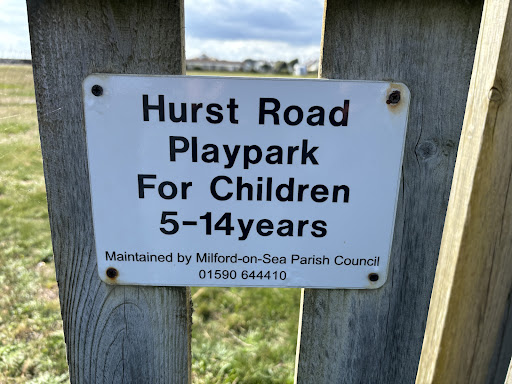 Hurst Road
Playpark
For Children
5-14years
Maintained by Milford-on-Sea Parish Council
01590 644410